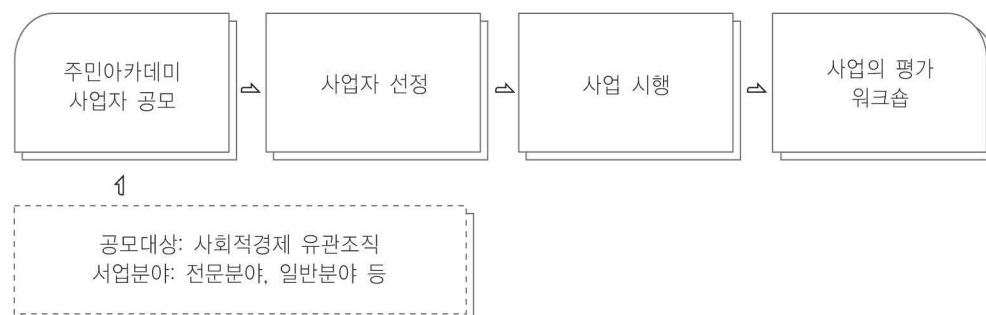 주민아카데미
사업자 공모
사업자 선정
사업 시행
사업의 평가
워크숍
공모대상: 사회적경제 유관조직
서업분야: 전문분야, 일반분야 등